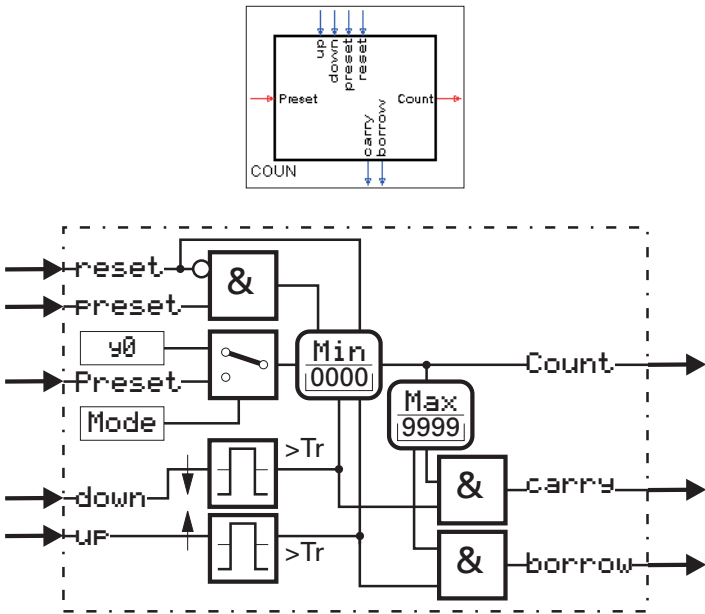 up
down
preset
reset
Preset
Count
carry
borrow
COUN
reset
&
preset
y0
Min
0000
Preset
Count
Mode
Max
9999
>Tr
down
&
carry
up
>Tr
&
borrow